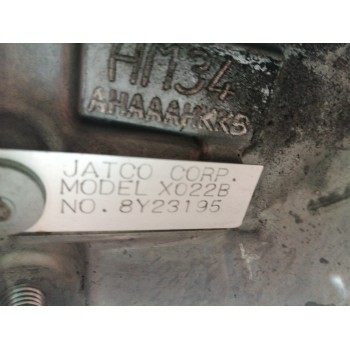 HM34
AHAAAHKKB
JATCO CORP.
MODEL X022B
NO. 8Y23195